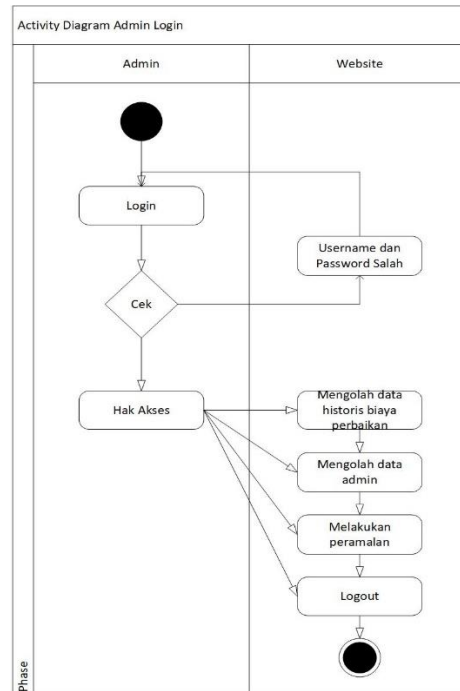 Activity Diagram Admin Login
Admin
Website
Login
Username dan
Password Salah
Cek
Hak Akses
Mengolah data
historis biaya
perbaikan
Mengolah data
admin
Melakukan
peramalan
Logout
Phase